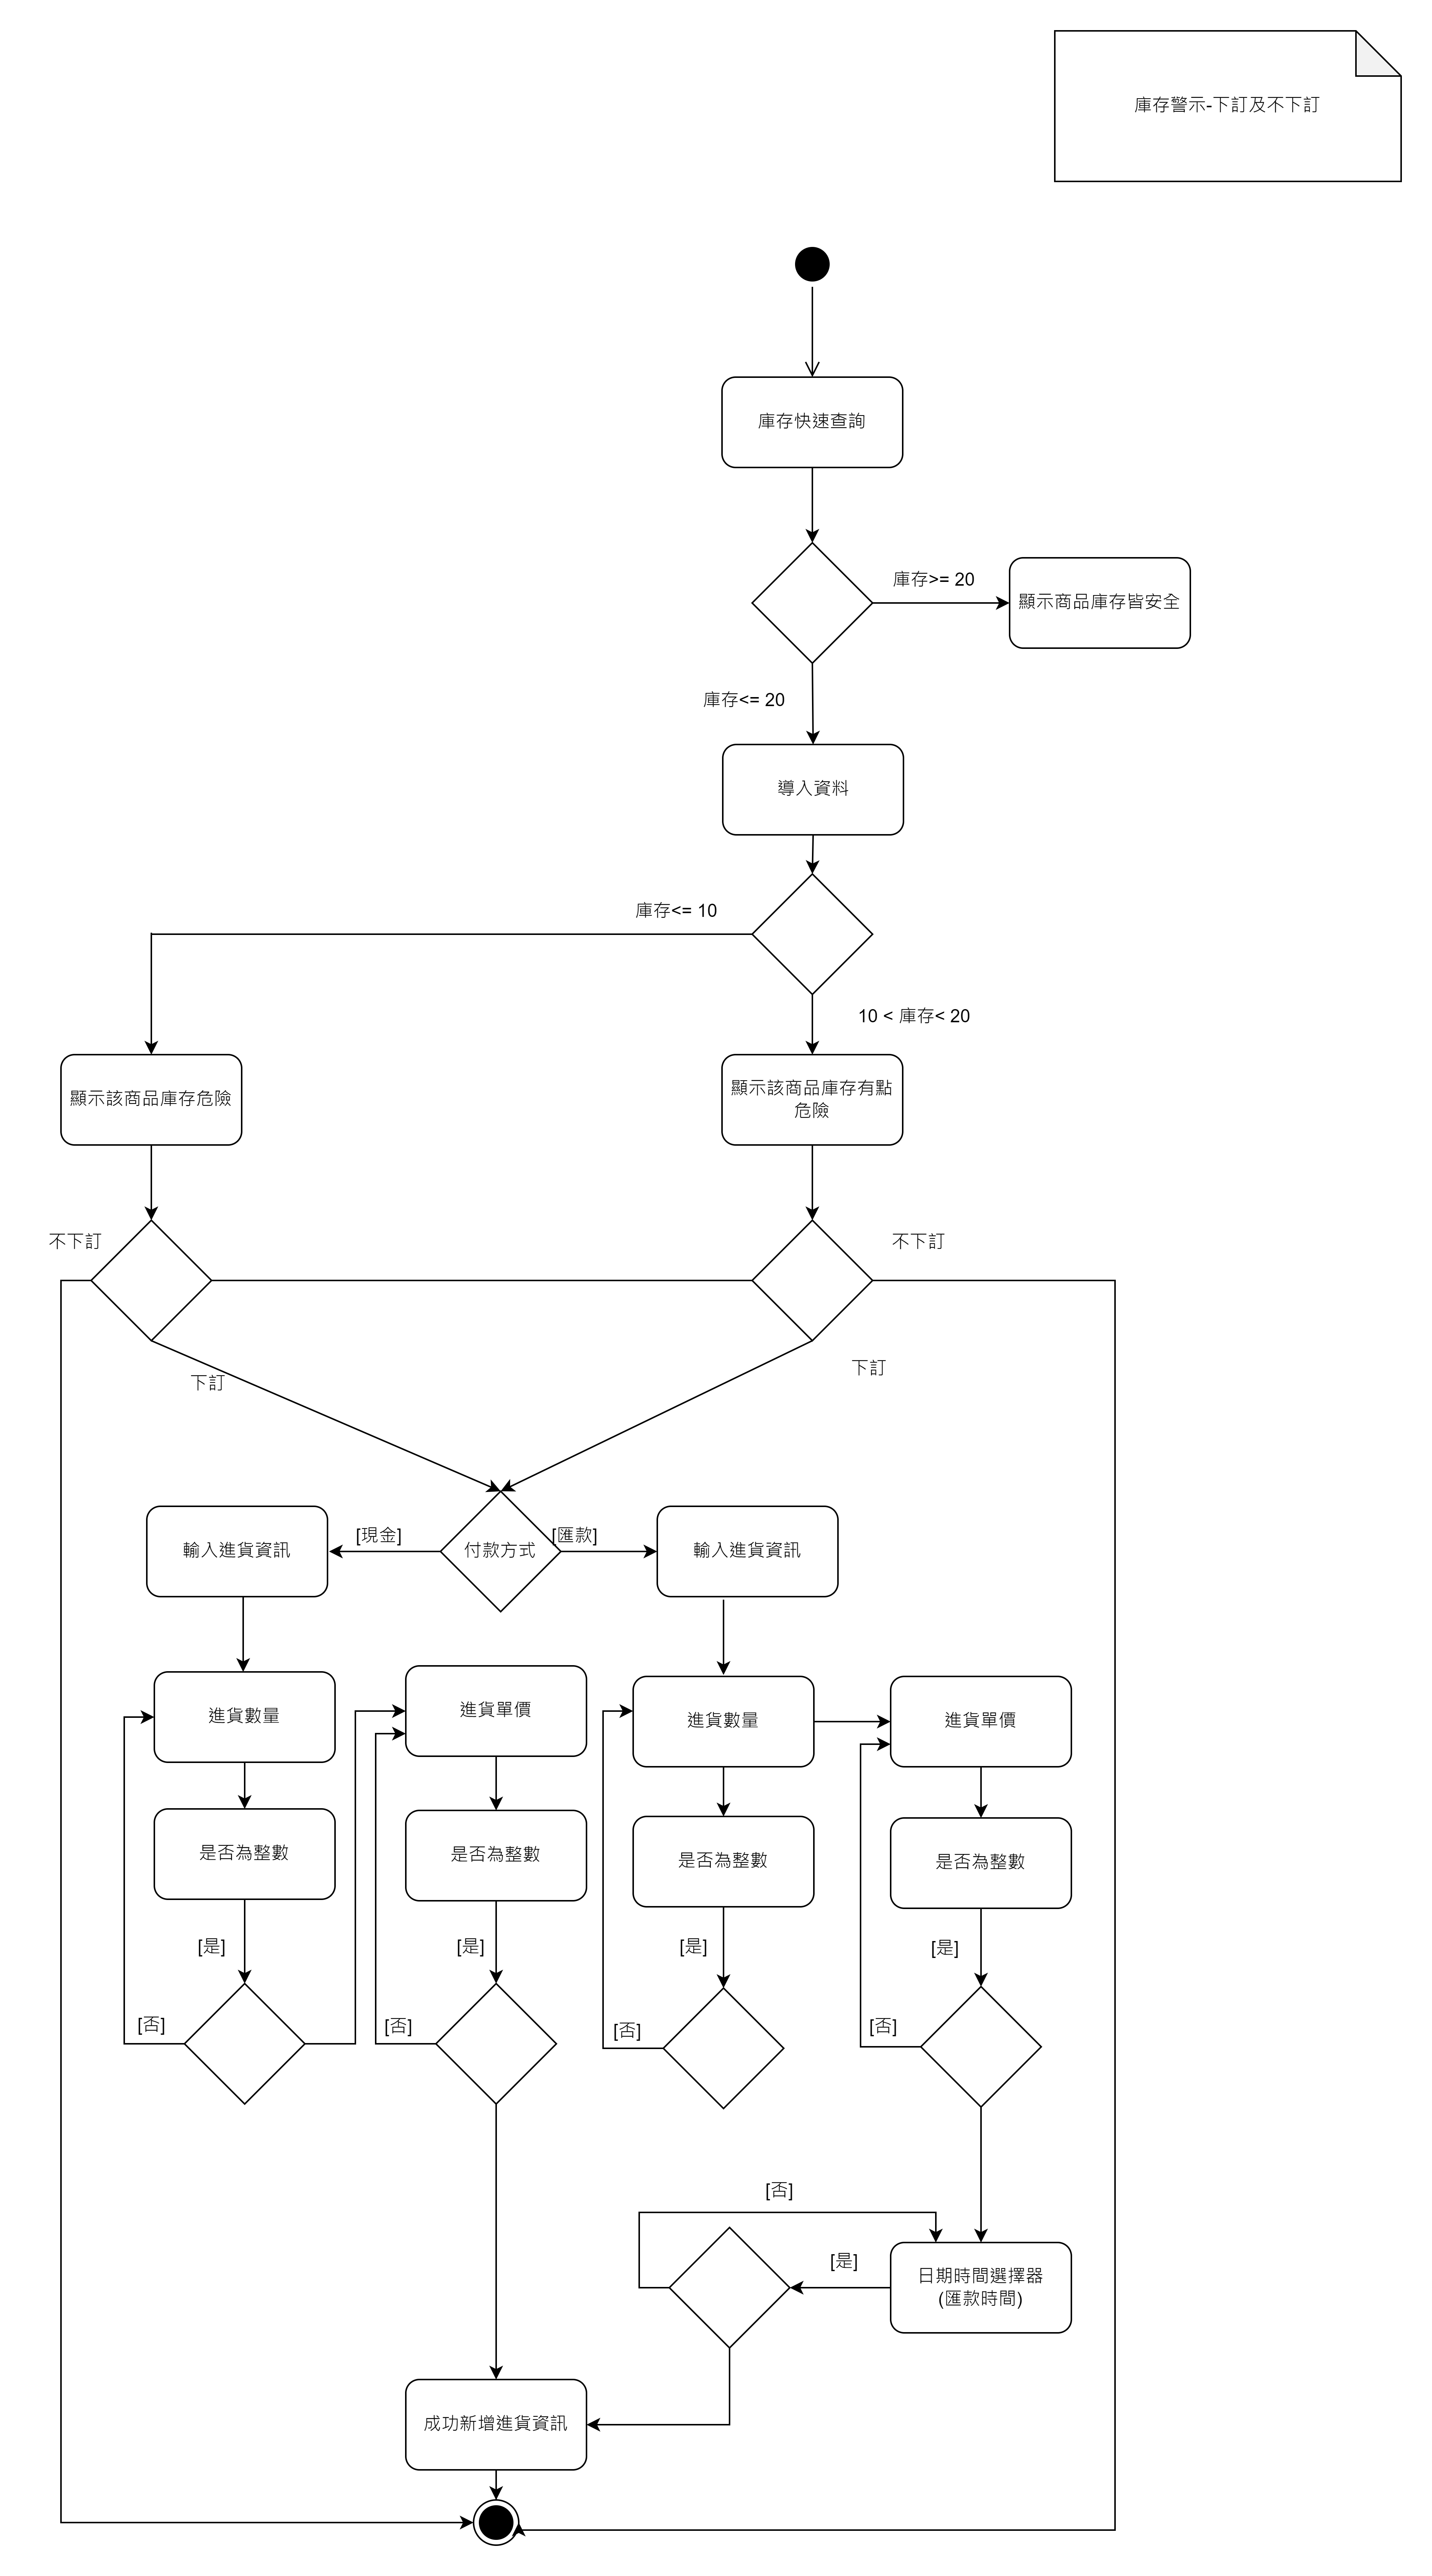 庫存警示-下訂及不下訂
庫存快速查詢
庫存>= 20
顯示商品庫存皆安全
庫存<= 20
導入資料
庫存<= 10
10 < 庫存< 20
顯示該商品庫存危險
顯示該商品庫存有點
危險
不下訂
不下訂
下訂
下訂
輸入進貨資訊
[現金]
付款方式
[匯款]
輸入進貨資訊
進貨數量
進貨單價
進貨數量
進貨單價
是否為整數
是否為整數
是否為整數
是否為整數
[是]
[是]
[是]
[是]
[否]
[否]
[否]
[否]
[否]
[是]
日期時間選擇器
(匯款時間)
成功新增進貨資訊